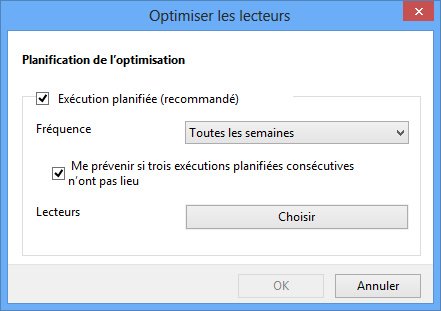 Optimiser les lecteurs
Planification de l'optimisation
Exécution planifiée (recommandé)
Fréquence
Toutes les semaines
Me prévenir si trois exécutions planifiées consécutives
n'ont pas lieu
Lecteurs
Choisir
OK
Annuler